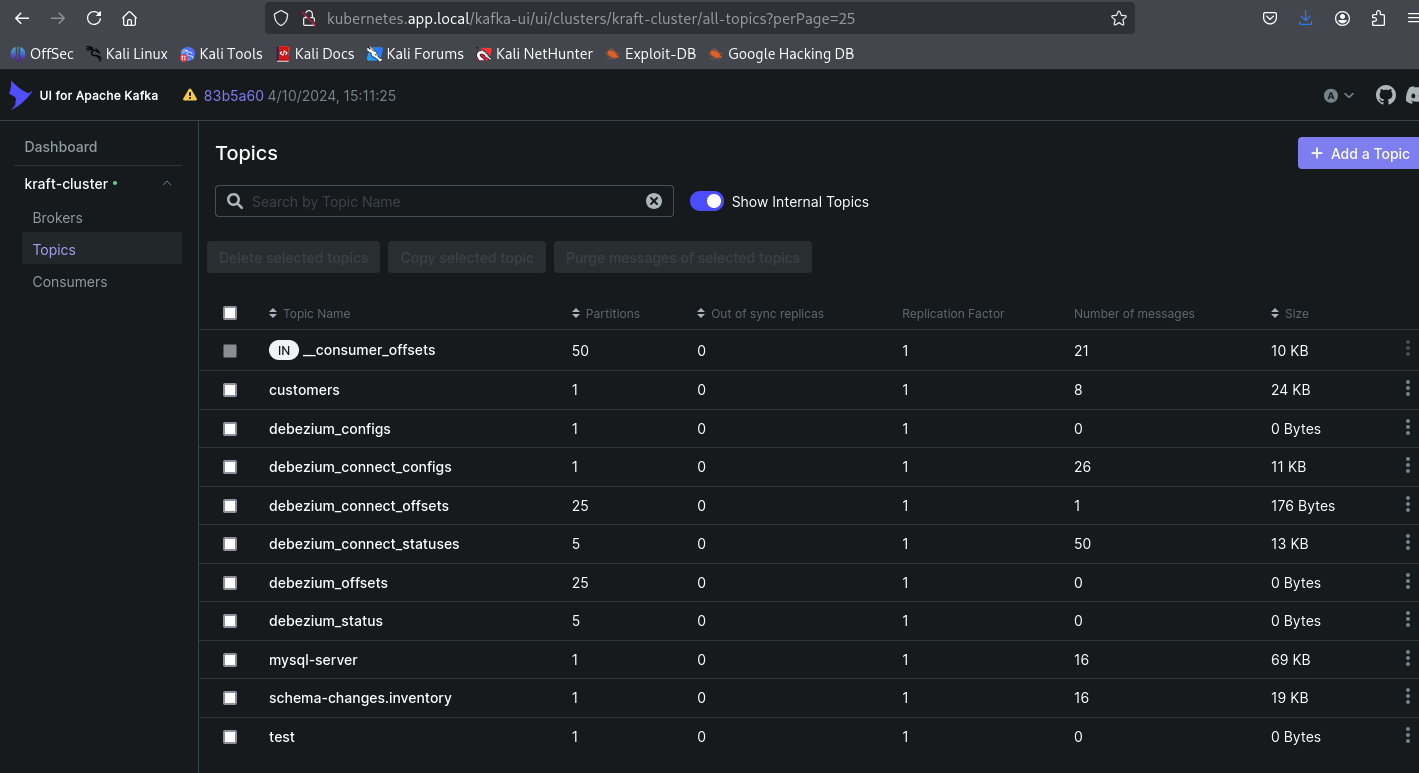 kubernetes.app.local/kafka-ui/ui/clusters/kraft-cluster/all-topics?perPage=25
OffSec Kali Linux Kali Tools Kali Docs Kali Forums Kali NetHunter Exploit-DB Google Hacking DB
UI for Apache Kafka 83b5a60 4/10/2024, 15:11:25 A
Dashboard
kraft-cluster
Brokers
Topics
Consumers
Topics
+ Add a Topic
Search by Topic Name Show Internal Topics
Delete selected topics Copy selected topic Purge messages of selected topics
Topic Name Partitions Out of sync replicas Replication Factor Number of messages Size
IN __consumer_offsets 50 0 1 21 10 KB
customers 1 0 1 8 24 KB
debezium_configs 1 0 1 0 0 Bytes
debezium_connect_configs 1 0 1 26 11 KB
debezium_connect_offsets 25 0 1 1 176 Bytes
debezium_connect_statuses 5 0 1 50 13 KB
debezium_offsets 25 0 1 0 0 Bytes
debezium_status 5 0 1 0 0 Bytes
mysql-server 1 0 1 16 69 KB
schema-changes.inventory 1 0 1 16 19 KB
test 1 0 1 0 0 Bytes